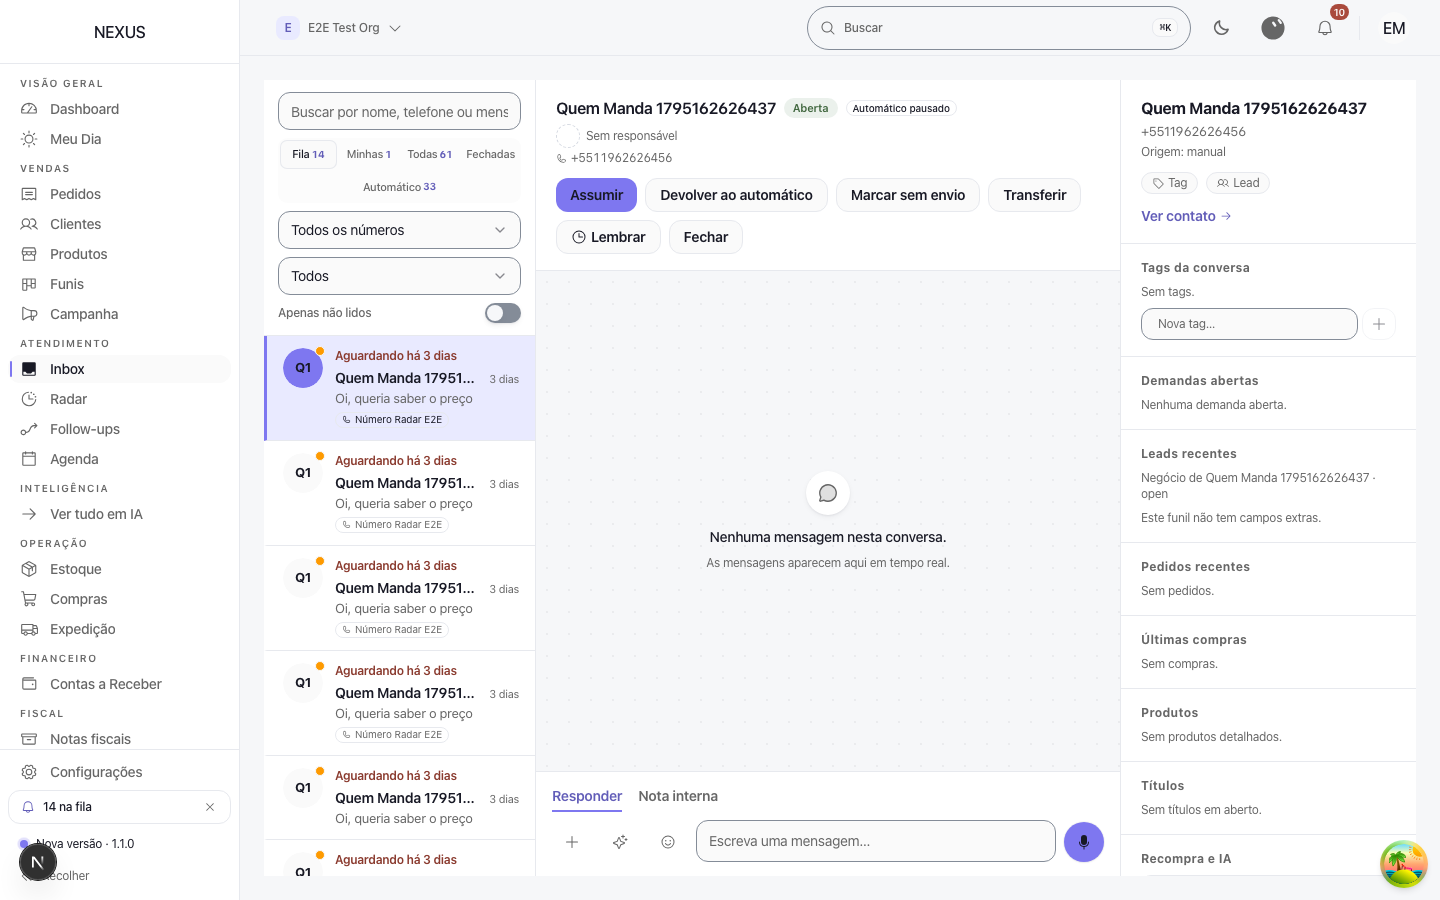 NEXUS
E E2E Test Org
Buscar
⌘K
10
EM
VISÃO GERAL
Dashboard
Meu Dia
VENDAS
Pedidos
Clientes
Produtos
Funis
Campanha
ATENDIMENTO
Inbox
Radar
Follow-ups
Agenda
INTELIGÊNCIA
Ver tudo em IA
OPERAÇÃO
Estoque
Compras
Expedição
FINANCEIRO
Contas a Receber
FISCAL
Notas fiscais
Configurações
14 na fila
Nova versão · 1.1.0
N
Buscar por nome, telefone ou mens
Fila 14 Minhas 1 Todas 61 Fechadas
Automático 33
Todos os números
Todos
Apenas não lidos
Q1
Aguardando há 3 dias
Quem Manda 17951... 3 dias
Oi, queria saber o preço
Número Radar E2E
Q1
Aguardando há 3 dias
Quem Manda 17951... 3 dias
Oi, queria saber o preço
Número Radar E2E
Q1
Aguardando há 3 dias
Quem Manda 17951... 3 dias
Oi, queria saber o preço
Número Radar E2E
Q1
Aguardando há 3 dias
Quem Manda 17951... 3 dias
Oi, queria saber o preço
Número Radar E2E
Q1
Aguardando há 3 dias
Quem Manda 17951... 3 dias
Oi, queria saber o preço
Q1
Aguardando há 3 dias
Quem Manda 1795162626437 Aberta Automático pausado
Sem responsável
+5511962626456
Assumir Devolver ao automático Marcar sem envio Transferir
Lembrar Fechar
Nenhuma mensagem nesta conversa.
As mensagens aparecem aqui em tempo real.
Responder Nota interna
Escreva uma mensagem...
Quem Manda 1795162626437
+5511962626456
Origem: manual
Tag Lead
Ver contato →
Tags da conversa
Sem tags.
Nova tag...
Demandas abertas
Nenhuma demanda aberta.
Leads recentes
Negócio de Quem Manda 1795162626437 ·
open
Este funil não tem campos extras.
Pedidos recentes
Sem pedidos.
Últimas compras
Sem compras.
Produtos
Sem produtos detalhados.
Títulos
Sem títulos em aberto.
Recompra e IA